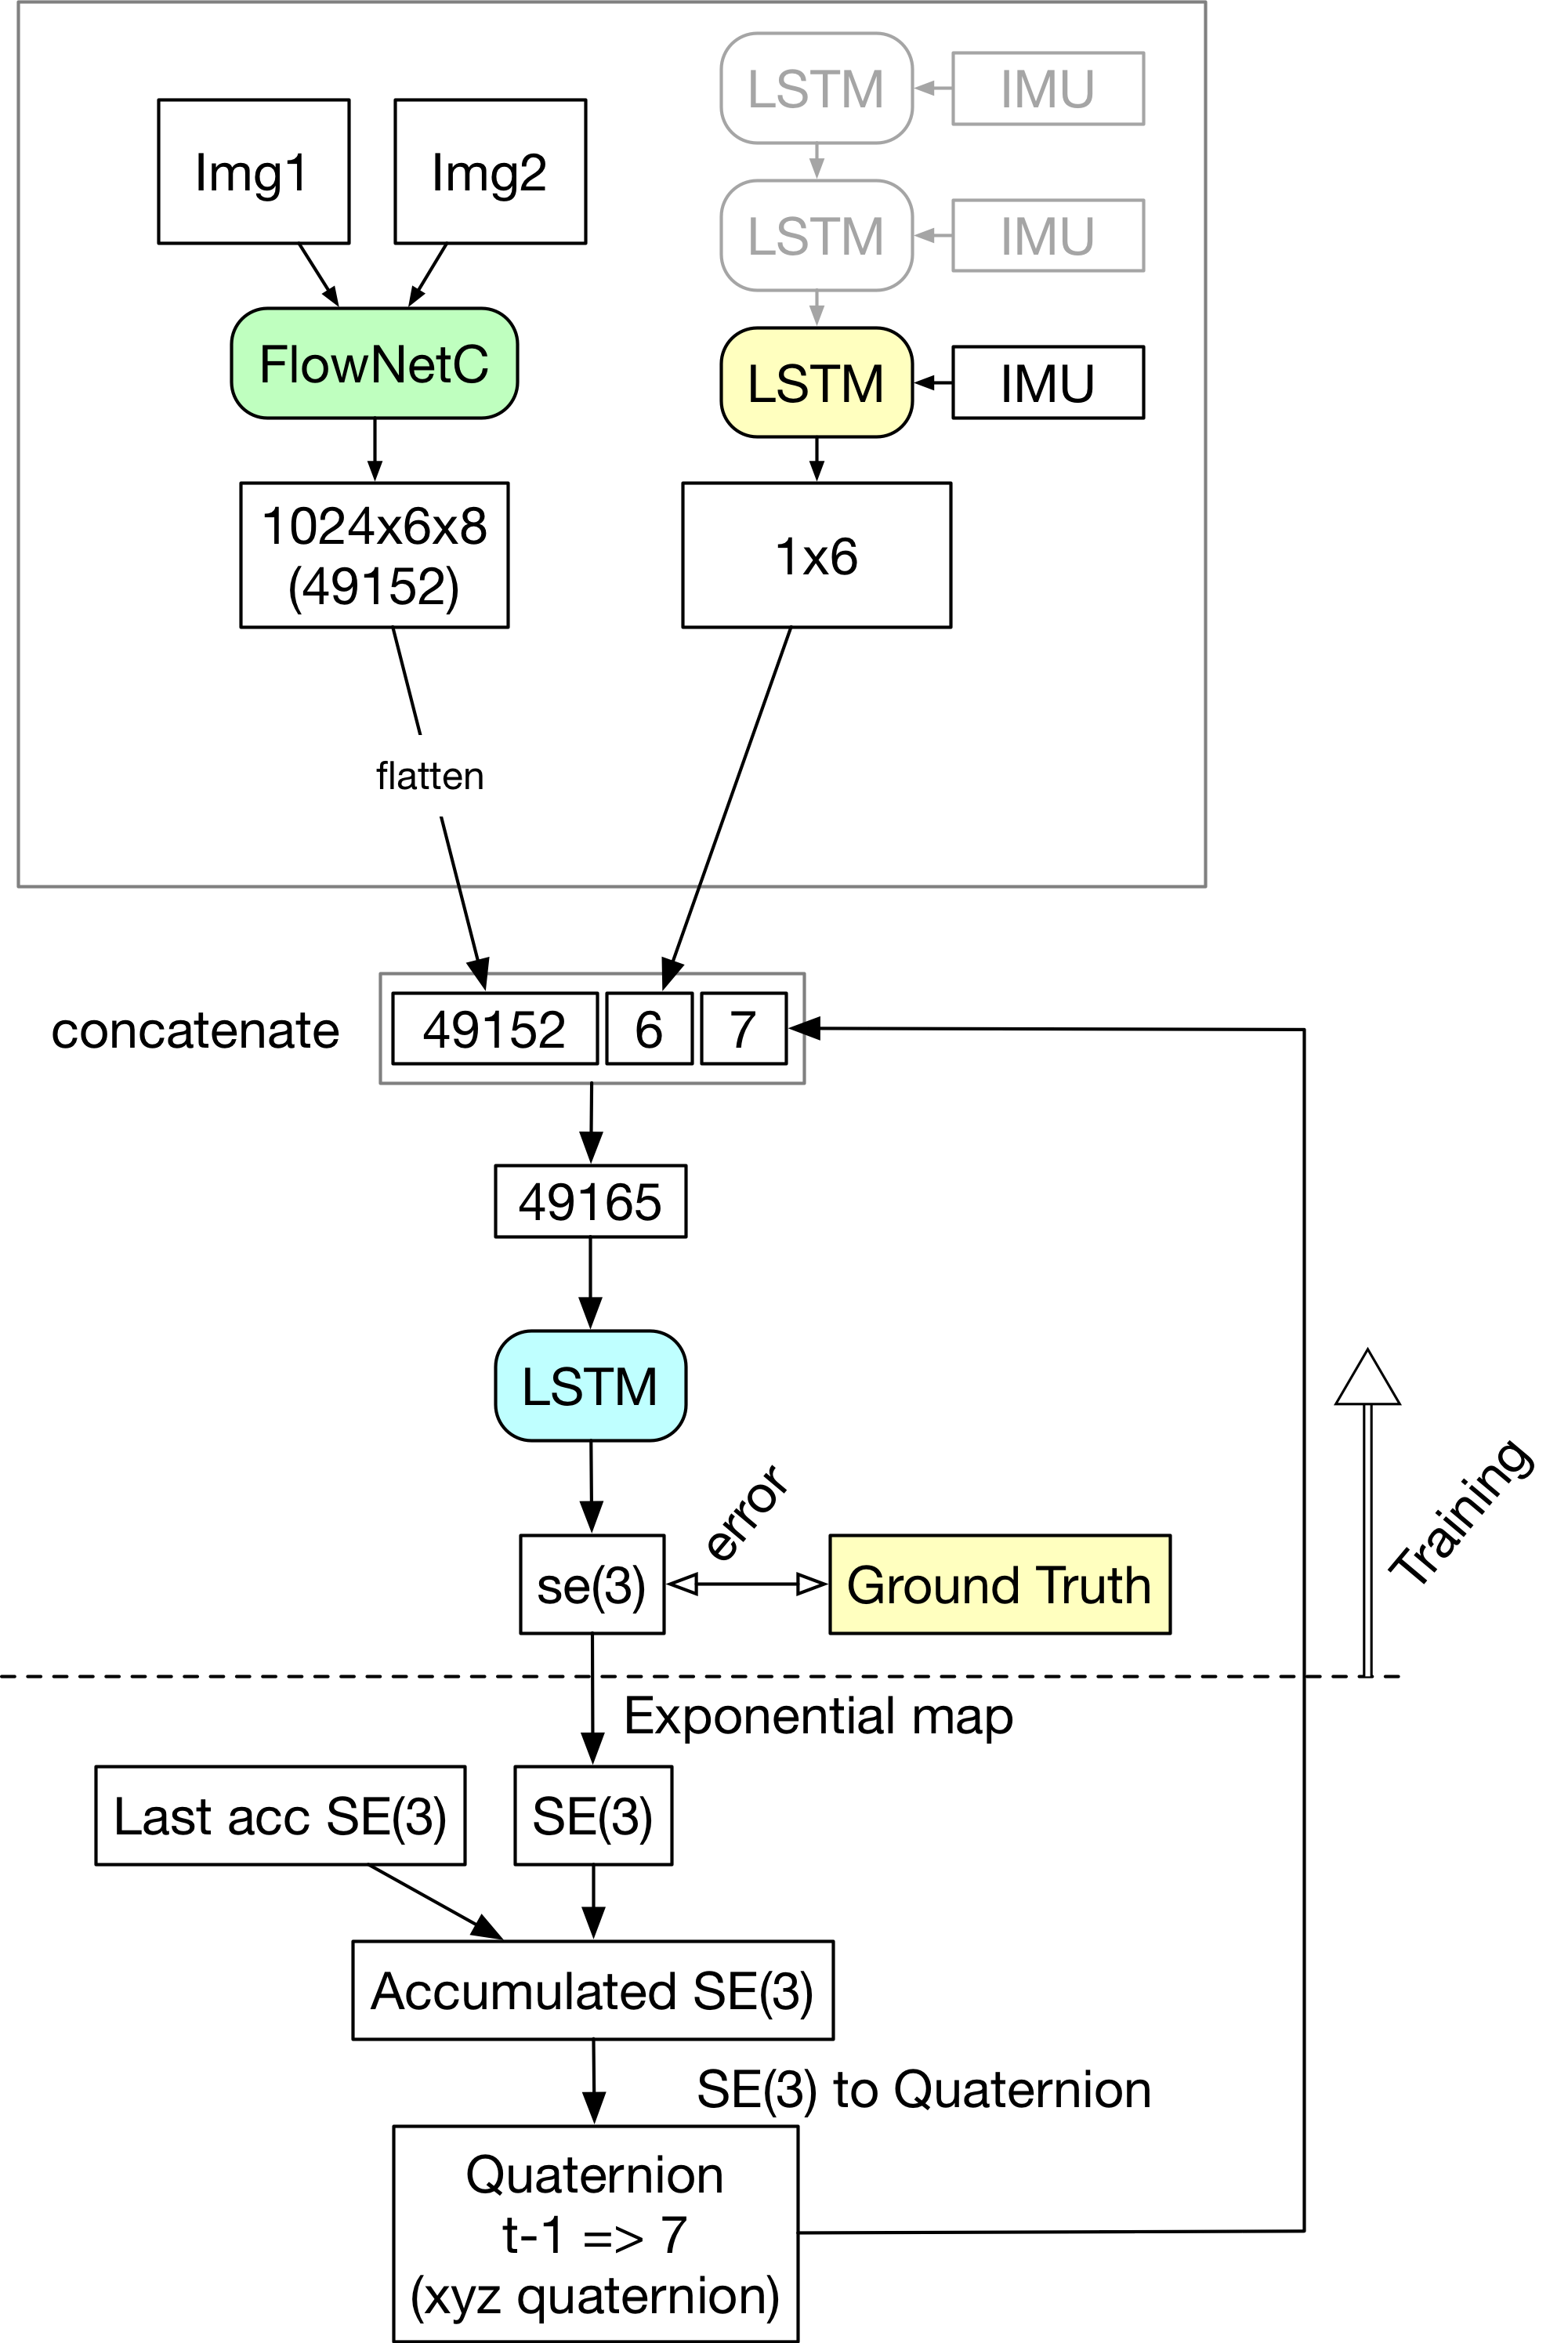 LSTM
IMU
Img1
Img2
LSTM
IMU
FlowNetC
LSTM
IMU
1024x6x8
(49152)
1x6
flatten
concatenate
49152
6
7
49165
LSTM
error
se(3)
Ground Truth
Training
Exponential map
Last acc SE(3)
SE(3)
Accumulated SE(3)
SE(3) to Quaternion
Quaternion
t-1 => 7
(xyz quaternion)